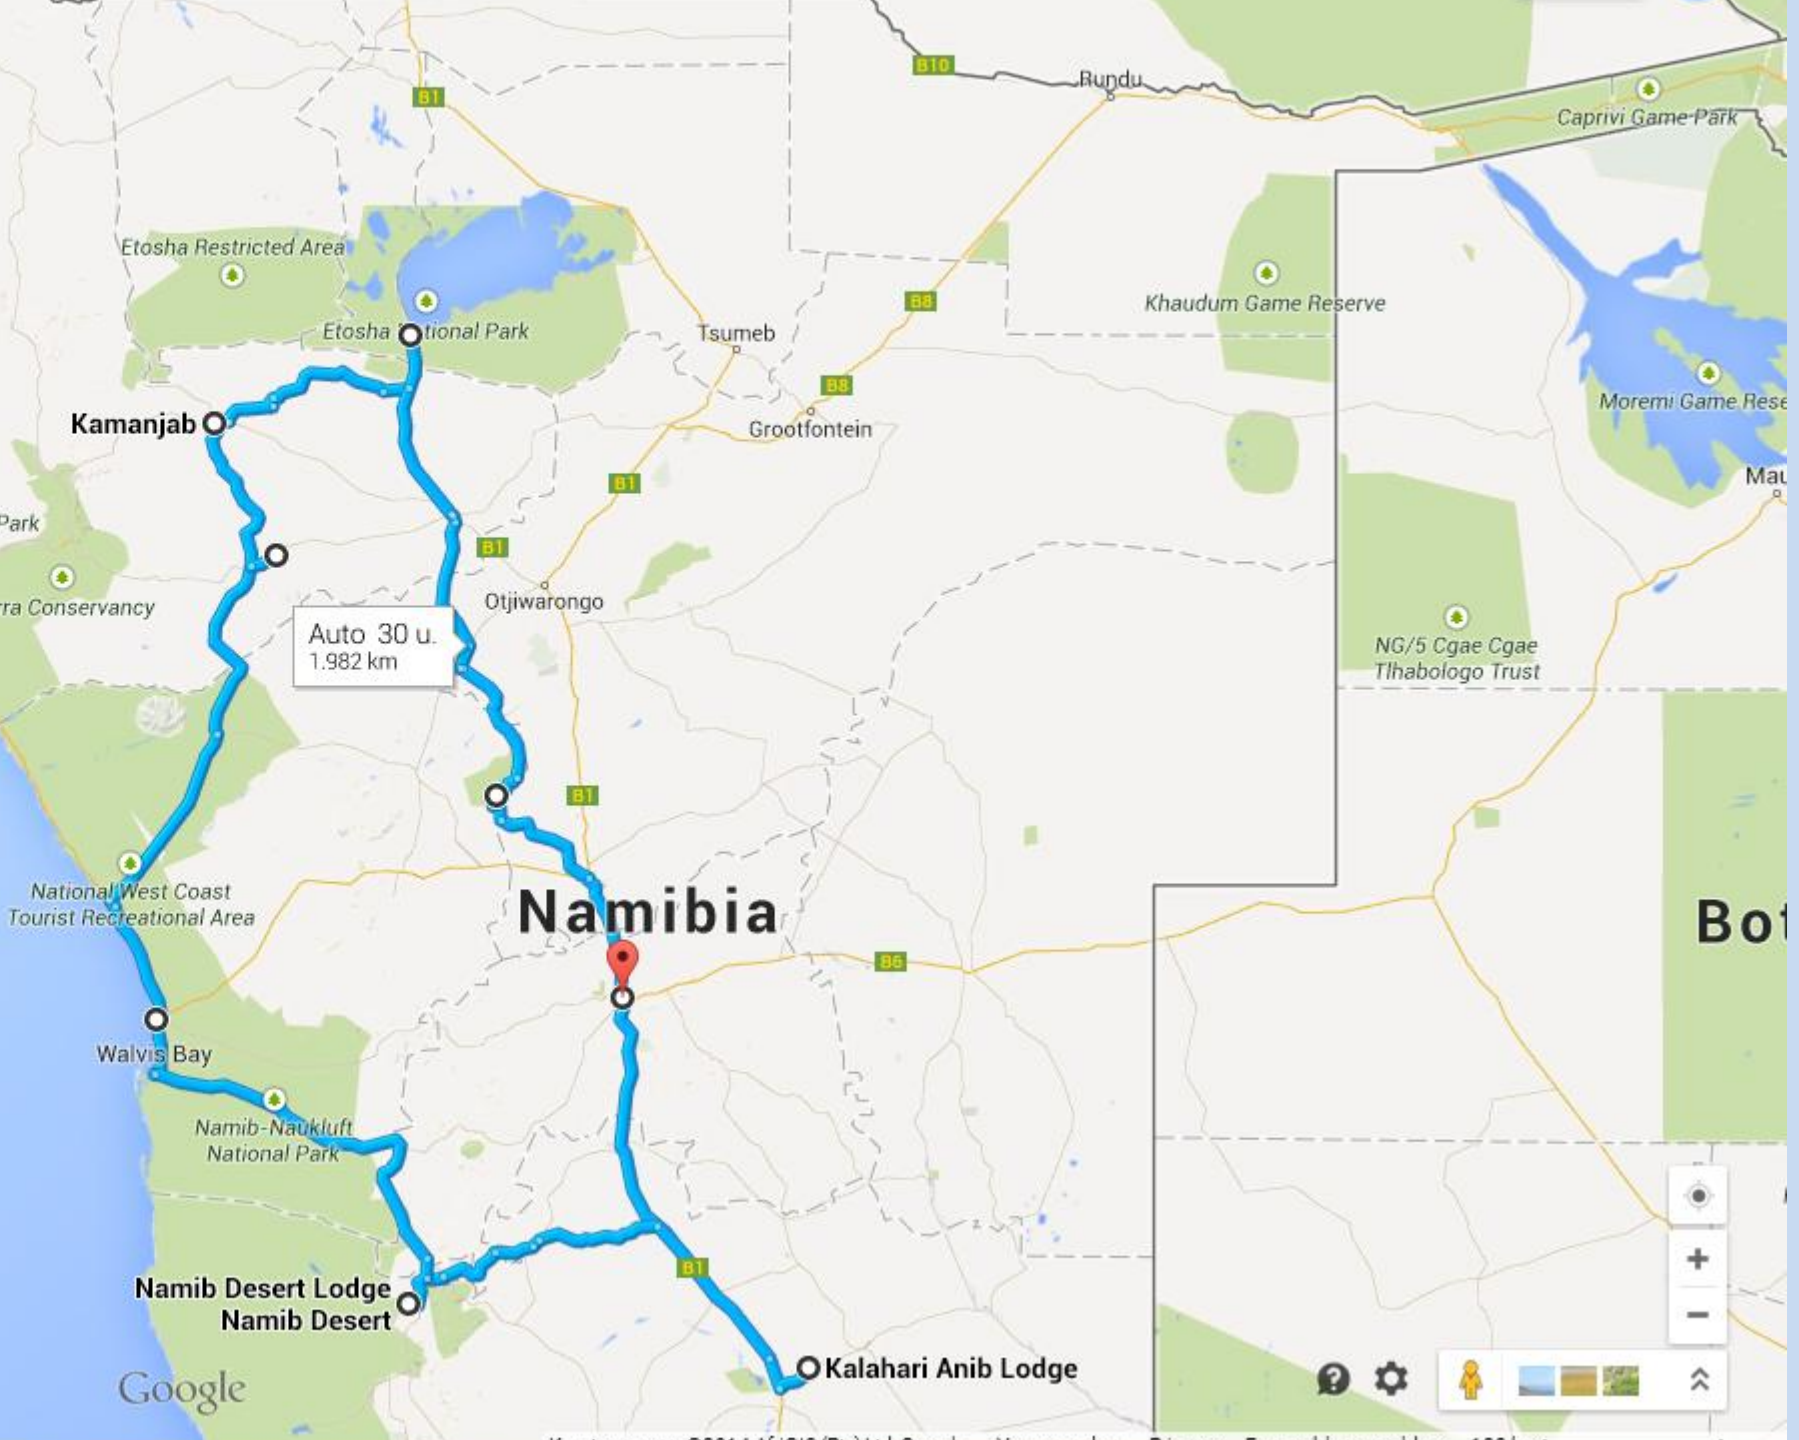 B10
Rundu
B1
Caprivi Game Park
Etosha Restricted Area
Khaudum Game Reserve
B8
Etosha National Park
Tsumeb
B8
Moremi Game Rese
Kamanjab
Grootfontein
B1
Mau
Park
B1
Otjiwarongo
rra Conservancy
Auto 30 u.
1.982 km
NG/5 Cgae Cgae
Tlhabologo Trust
B1
National West Coast
Tourist Recreational Area
Namibia
Bot
B6
Walvis Bay
Namib-Naukluft
National Park
B1
Namib Desert Lodge
Namib Desert
Kalahari Anib Lodge
Google